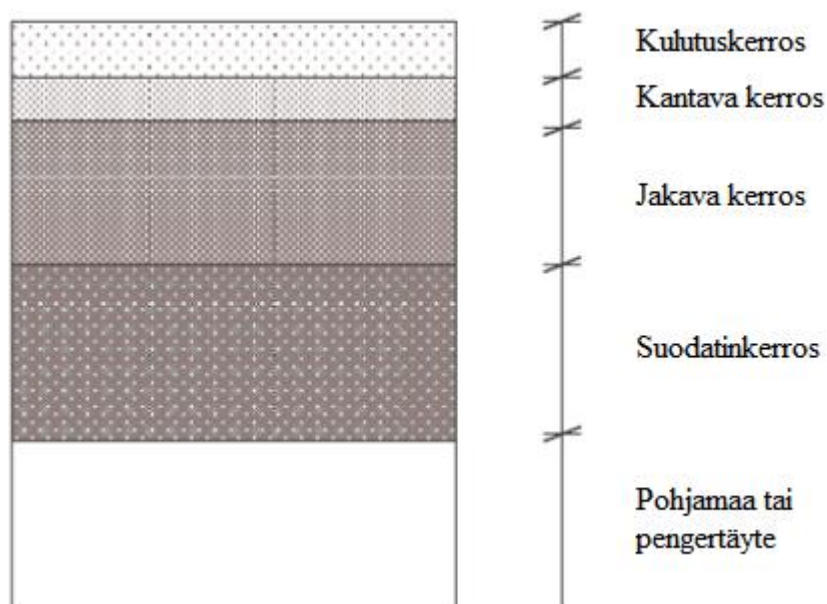 Kulutuskerros
Kantava kerros
Jakava kerros
Suodatinkerros
Pohjamaa tai
pengertäyte